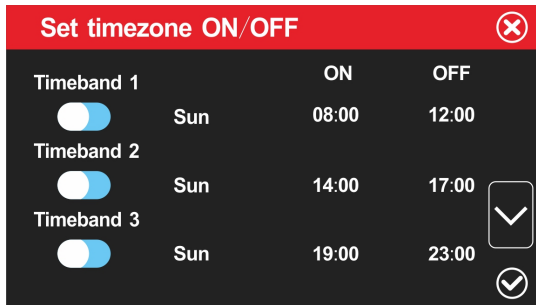 Set timezone ON/OFF
ON OFF
Timeband 1
Sun 08:00 12:00
Timeband 2
Sun 14:00 17:00
Timeband 3
Sun 19:00 23:00